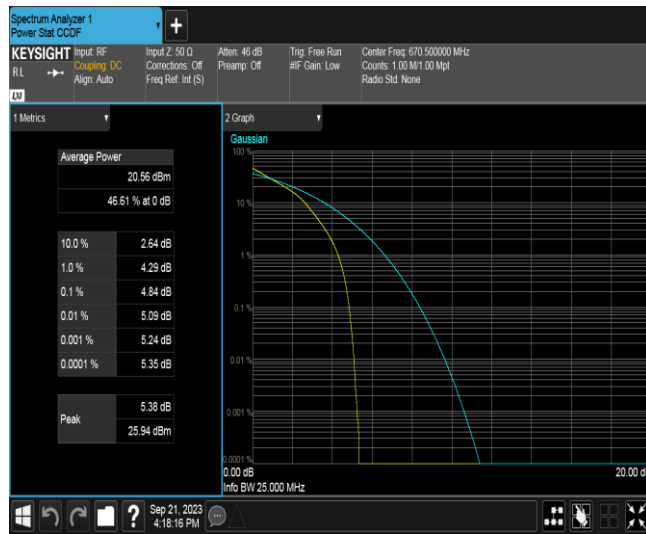 Spectrum Analyzer 1
Power Stat CCDF
KEYSIGHT Input: RF Input Z: 50 Ω Atten: 46 dB Trig: Free Run Center Freq: 670.500000 MHz
RL Coupling: DC Corrections: Off Preamp: Off #IF Gain: Low Counts: 1.00 M/1.00 Mpt
Align: Auto Freq Ref: Int (S) Radio Std: None
LXI
1 Metrics
2 Graph
Average Power
20.56 dBm
46.61 % at 0 dB
10.0 % 2.64 dB
1.0 % 4.29 dB
0.1 % 4.84 dB
0.01 % 5.09 dB
0.001 % 5.24 dB
0.0001 % 5.35 dB
Peak
5.38 dB
25.94 dBm
Gaussian
100 %
10 %
1 %
0.1 %
0.01 %
0.001 %
0.0001 %
0.00 dB 20.00 d
Info BW 25.000 MHz
? Sep 21, 2023
4:18:16 PM